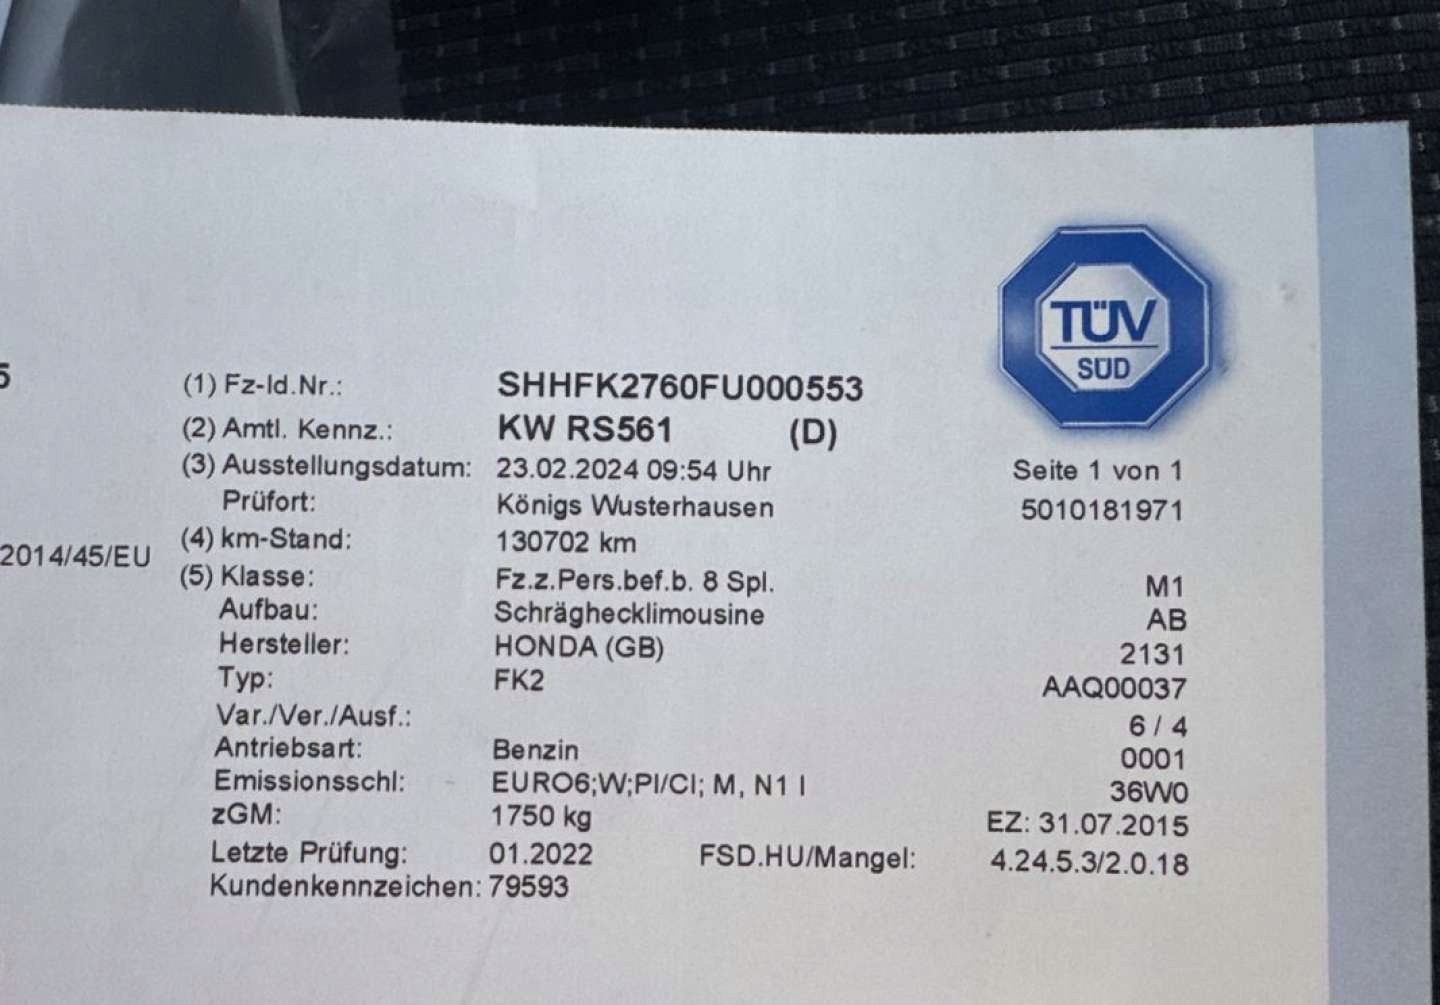 TÜV
SÜD
5
(1) Fz-Id.Nr.: SHHFK2760FU000553
(2) Amtl. Kennz.: KW RS561 (D)
(3) Ausstellungsdatum: 23.02.2024 09:54 Uhr Seite 1 von 1
Prüfort: Königs Wusterhausen 5010181971
2014/45/EU (4) km-Stand: 130702 km
(5) Klasse: Fz.z.Pers.bef.b. 8 Spl. M1
Aufbau: Schräghecklimousine AB
Hersteller: HONDA (GB) 2131
Typ: FK2 AAQ00037
Var./Ver./Ausf.: 6 / 4
Antriebsart: Benzin 0001
Emissionsschl: EURO6;W;PI/CI; M, N1 I 36W0
zGM: 1750 kg EZ: 31.07.2015
Letzte Prüfung: 01.2022 FSD.HU/Mangel: 4.24.5.3/2.0.18
Kundenkennzeichen: 79593